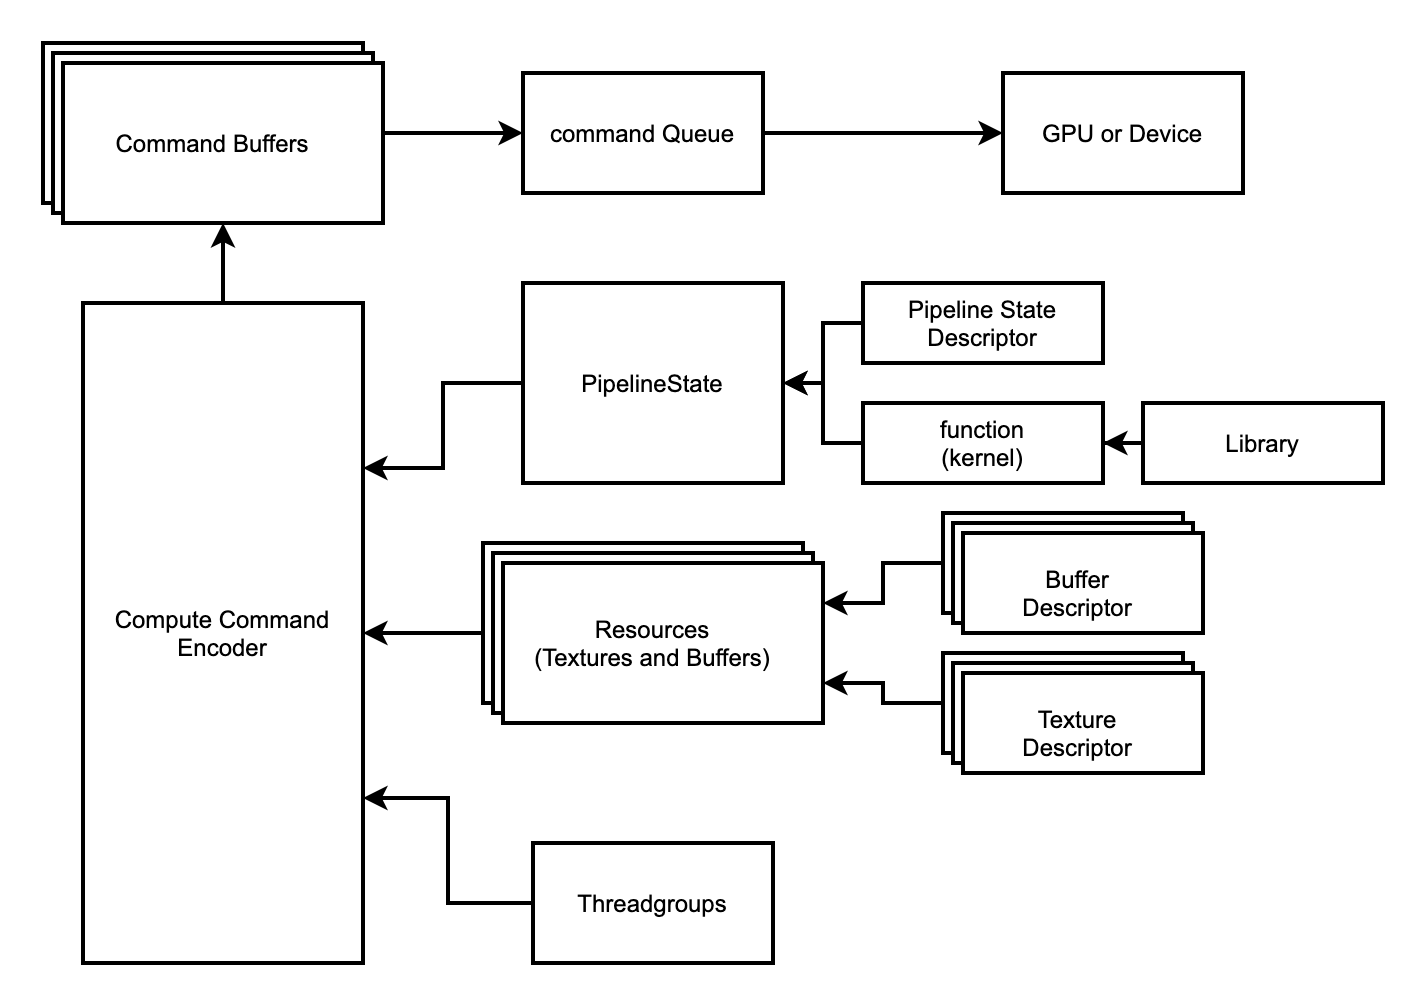 Command Buffers
command Queue
GPU or Device
Pipeline State
Descriptor
PipelineState
function
(kernel)
Library
Buffer
Descriptor
Compute Command
Encoder
Resources
(Textures and Buffers)
Texture
Descriptor
Threadgroups